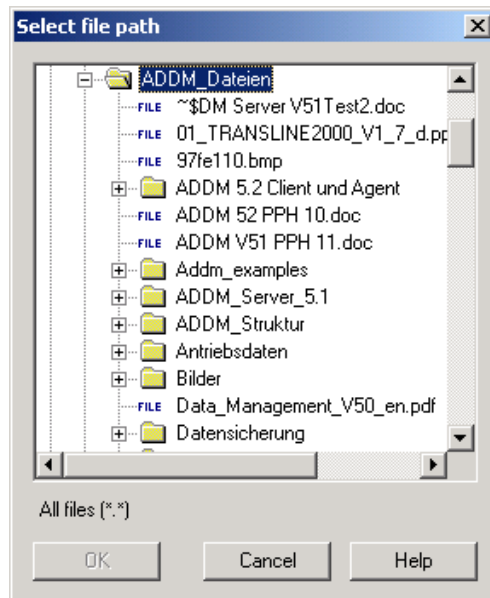 Select file path
ADDM_Dateien
FILE ~$DM Server V51Test2.doc
FILE 01_TRANSLINE2000_V1_7_d.pp
FILE 97fe110.bmp
ADDM 5.2 Client und Agent
FILE ADDM 52 PPH 10.doc
FILE ADDM V51 PPH 11.doc
Addm_examples
ADDM_Server_5.1
ADDM_Struktur
Antriebsdaten
Bilder
FILE Data_Management_V50_en.pdf
Datensicherung
All files (*.*)
OK Cancel Help